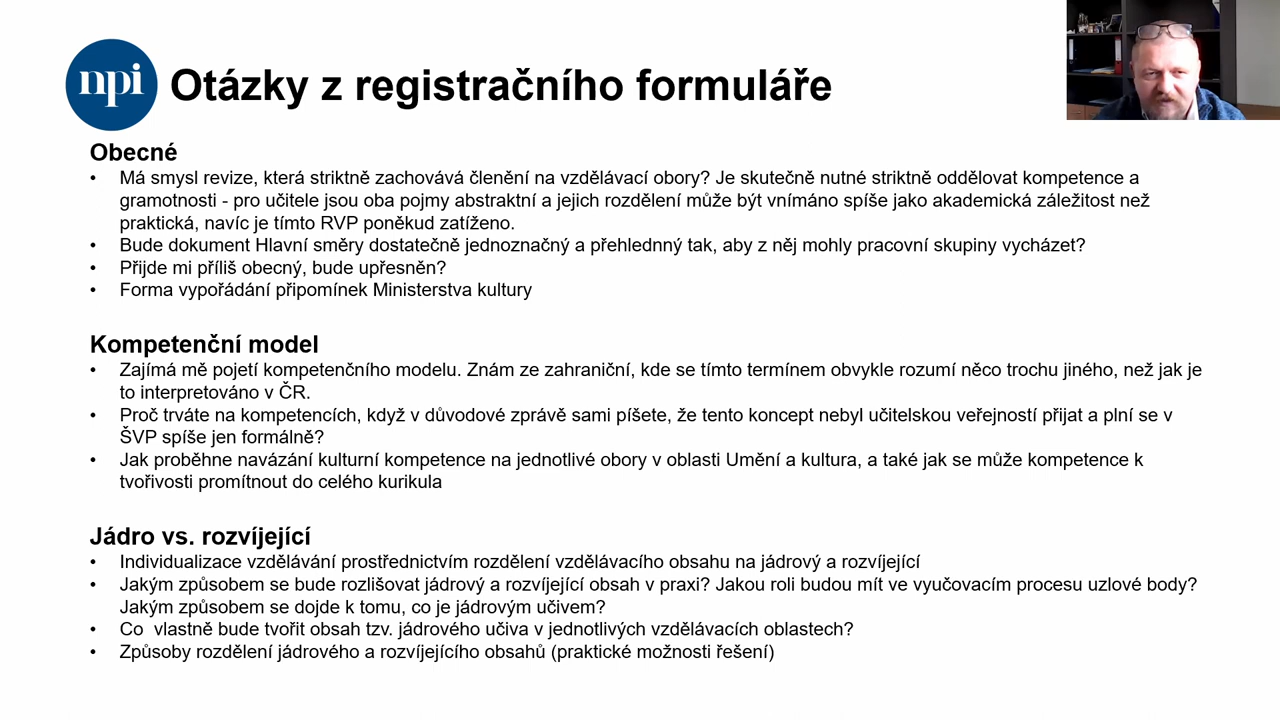 npi
Otázky z registračního formuláře
Obecné
• Má smysl revize, která striktně zachovává členění na vzdělávací obory? Je skutečně nutné striktně oddělovat kompetence a
gramotnosti - pro učitele jsou oba pojmy abstraktní a jejich rozdělení může být vnímáno spíše jako akademická záležitost než
praktická, navíc je tímto RVP poněkud zatíženo.
• Bude dokument Hlavní směry dostatečně jednoznačný a přehlednný tak, aby z něj mohly pracovní skupiny vycházet?
• Přijde mi příliš obecný, bude upřesněn?
• Forma vypořádání připomínek Ministerstva kultury
Kompetenční model
• Zajímá mě pojetí kompetenčního modelu. Znám ze zahraniční, kde se tímto termínem obvykle rozumí něco trochu jiného, než jak je
to interpretováno v ČR.
• Proč trváte na kompetencích, když v důvodové zprávě sami píšete, že tento koncept nebyl učitelskou veřejností přijat a plní se v
ŠVP spíše jen formálně?
• Jak proběhne navázání kulturní kompetence na jednotlivé obory v oblasti Umění a kultura, a také jak se může kompetence k
tvořivosti promítnout do celého kurikula
Jádro vs. rozvíjející
• Individualizace vzdělávání prostřednictvím rozdělení vzdělávacího obsahu na jádrový a rozvíjející
• Jakým způsobem se bude rozlišovat jádrový a rozvíjející obsah v praxi? Jakou roli budou mít ve vyučovacím procesu uzlové body?
Jakým způsobem se dojde k tomu, co je jádrovým učivem?
• Co vlastně bude tvořit obsah tzv. jádrového učiva v jednotlivých vzdělávacích oblastech?
• Způsoby rozdělení jádrového a rozvíjejícího obsahů (praktické možnosti řešení)